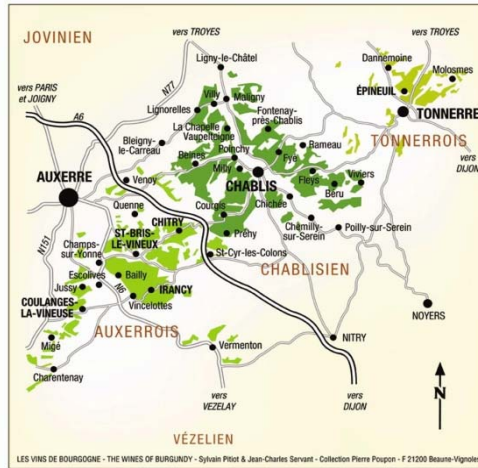 JOVINIEN
vers TROYES
vers TROYES
Ligny-le-Châtel
Dannemoine
Molosmes
vers PARIS
et JOIGNY
N77
ÉPINEUIL
Villy
Maligny
Lignorelles
Fontenay-
près-Chablis
TONNERRE
A6
La Chapelle
Vaupelteigne
TONNERROIS
Bleigny-
le-Carreau
Poinchy
Fyé
Rameau
vers
DIJON
Beines
Milly
CHABLIS
Fleys
Viviers
AUXERRE
Venoy
Béru
Chichée
Quenne
Courgis
CHITRY
Chemilly-
sur-Serein
Poilly-sur-Serein
N151
ST-BRIS-
LE-VINEUX
Préhy
Champs-
sur-Yonne
St-Cyr-les-Colons
CHABLISIEN
Escolives
Bailly
Jussy
IRANCY
N6
COULANGES-
LA-VINEUSE
Vincelottes
NOYERS
AUXERROIS
Migé
NITRY
Vermenton
Charentenay
N
vers
VEZELAY
vers
DIJON
VÉZELIEN
LES VINS DE BOURGOGNE - THE WINES OF BURGUNDY - Sylvain Pitiot & Jean-Charles Servant - Collection Pierre Poupon - F 21200 Beaune-Vignoles